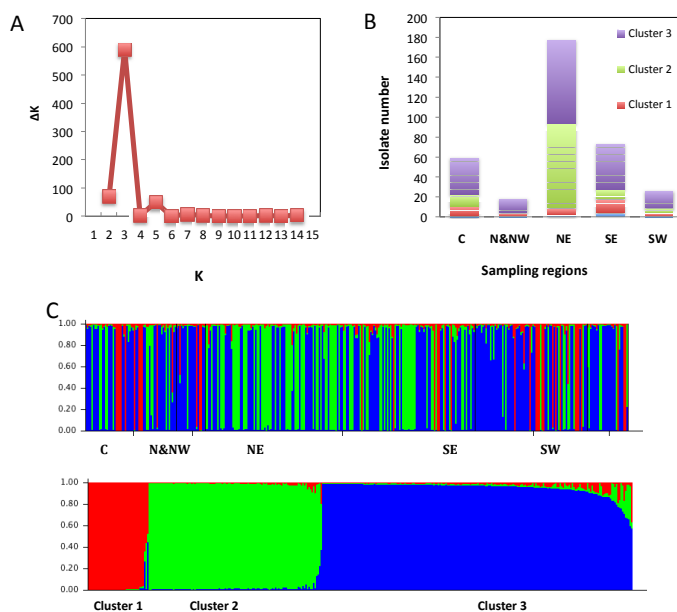 A
700
600
500
400
300
200
100
0
ΔK
1 2 3 4 5 6 7 8 9 10 11 12 13 14 15
K
B
200
180
160
140
120
100
80
60
40
20
0
Isolate number
Cluster 3
Cluster 2
Cluster 1
C N&NW NE SE SW
Sampling regions
C
1.00
0.80
0.60
0.40
0.20
0.00
C N&NW NE SE SW
1.00
0.80
0.60
0.40
0.20
0.00
Cluster 1 Cluster 2 Cluster 3